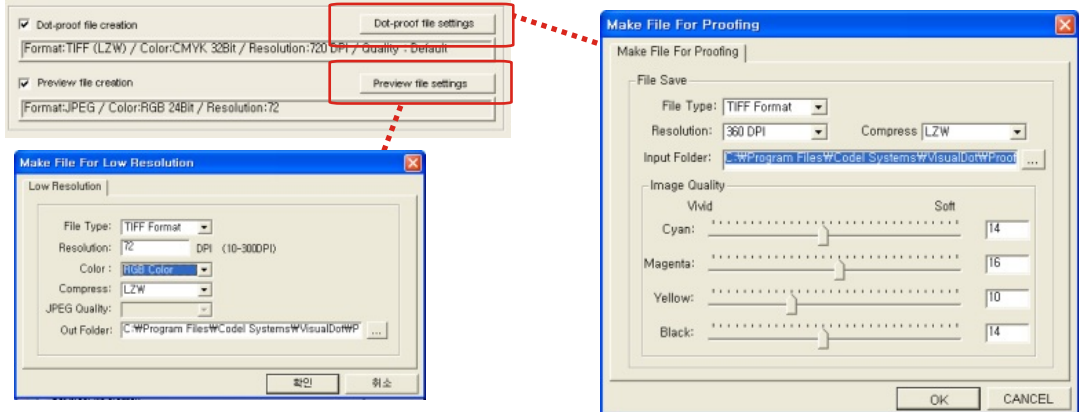 Dot-proof file creation
Dot-proof file settings
Format:TIFF (LZW) / Color:CMYK 32Bit / Resolution:720 DPI / Quality : Default
Preview file creation
Preview file settings
Format:JPEG / Color:RGB 24Bit / Resolution:72
Make File For Low Resolution
Low Resolution
File Type: TIFF Format
Resolution: 72 DPI (10~300DPI)
Color : RGB Color
Compress: LZW
JPEG Quality:
Out Folder: C:₩Program Files₩Codel Systems₩VisualDot₩P ...
확인 취소
Make File For Proofing
Make File For Proofing
File Save
File Type: TIFF Format
Resolution: 360 DPI Compress LZW
Input Folder: C:₩Program Files₩Codel Systems₩VisualDot₩Proof ...
Image Quality
Vivid Soft
Cyan: 14
Magenta: 16
Yellow: 10
Black: 14
OK CANCEL